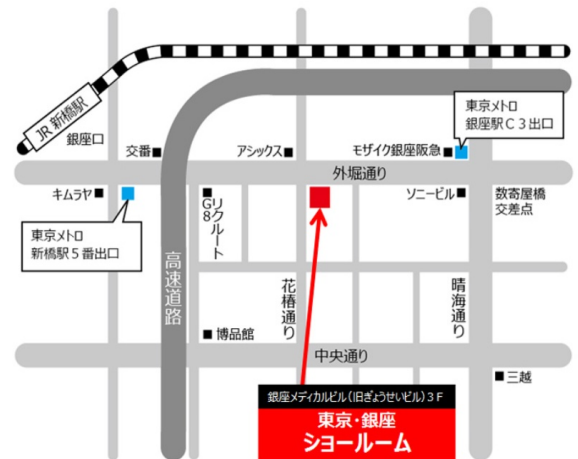 JR 新橋駅
銀座口
東京メトロ
銀座駅C3出口
交番
アシックス
モザイク銀座阪急
外堀通り
キムラヤ
リクルート
G8
ソニービル
数寄屋橋
交差点
東京メトロ
新橋駅5番出口
高速道路
花椿通り
晴海通り
博品館
中央通り
三越
銀座メディカルビル(旧ぎょうせいビル)3F
東京・銀座
ショールーム